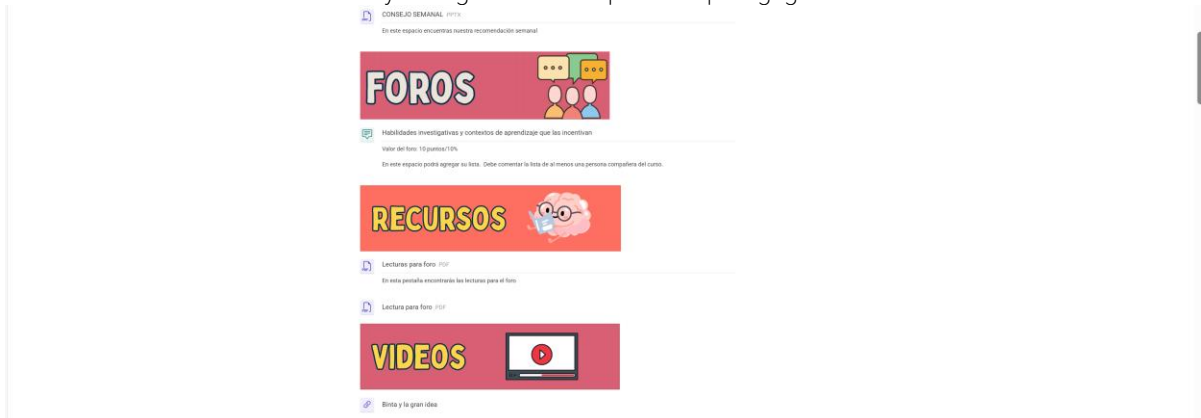 CONSEJO SEMANAL PPTX
En este espacio encuentras nuestra recomendación semanal
FOROS
Habilidades investigativas y contextos de aprendizaje que las incentivan
Valor del foro: 10 puntos/10%
En este espacio podrá agregar su lista. Debe comentar la lista de al menos una persona compañera del curso.
RECURSOS
Lecturas para foro PDF
En esta pestaña encontrarás las lecturas para el foro
Lectura para foro PDF
VIDEOS
Binta y la gran idea